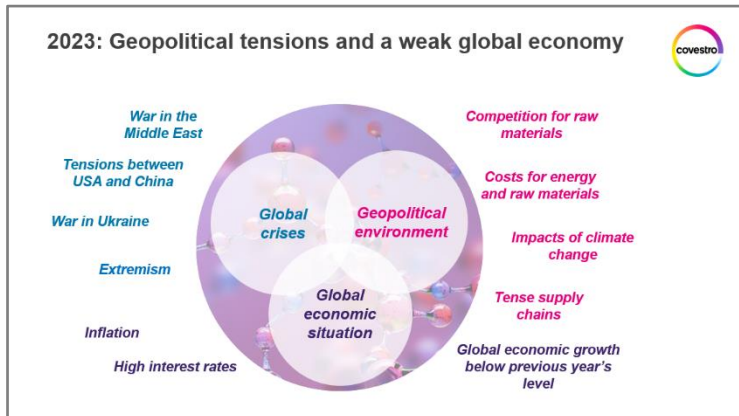 2023: Geopolitical tensions and a weak global economy
covestro
War in the
Middle East
Tensions between
USA and China
War in Ukraine
Extremism
Inflation
High interest rates
Global
crises
Geopolitical
environment
Global
economic
situation
Competition for raw
materials
Costs for energy
and raw materials
Impacts of climate
change
Tense supply
chains
Global economic growth
below previous year's
level